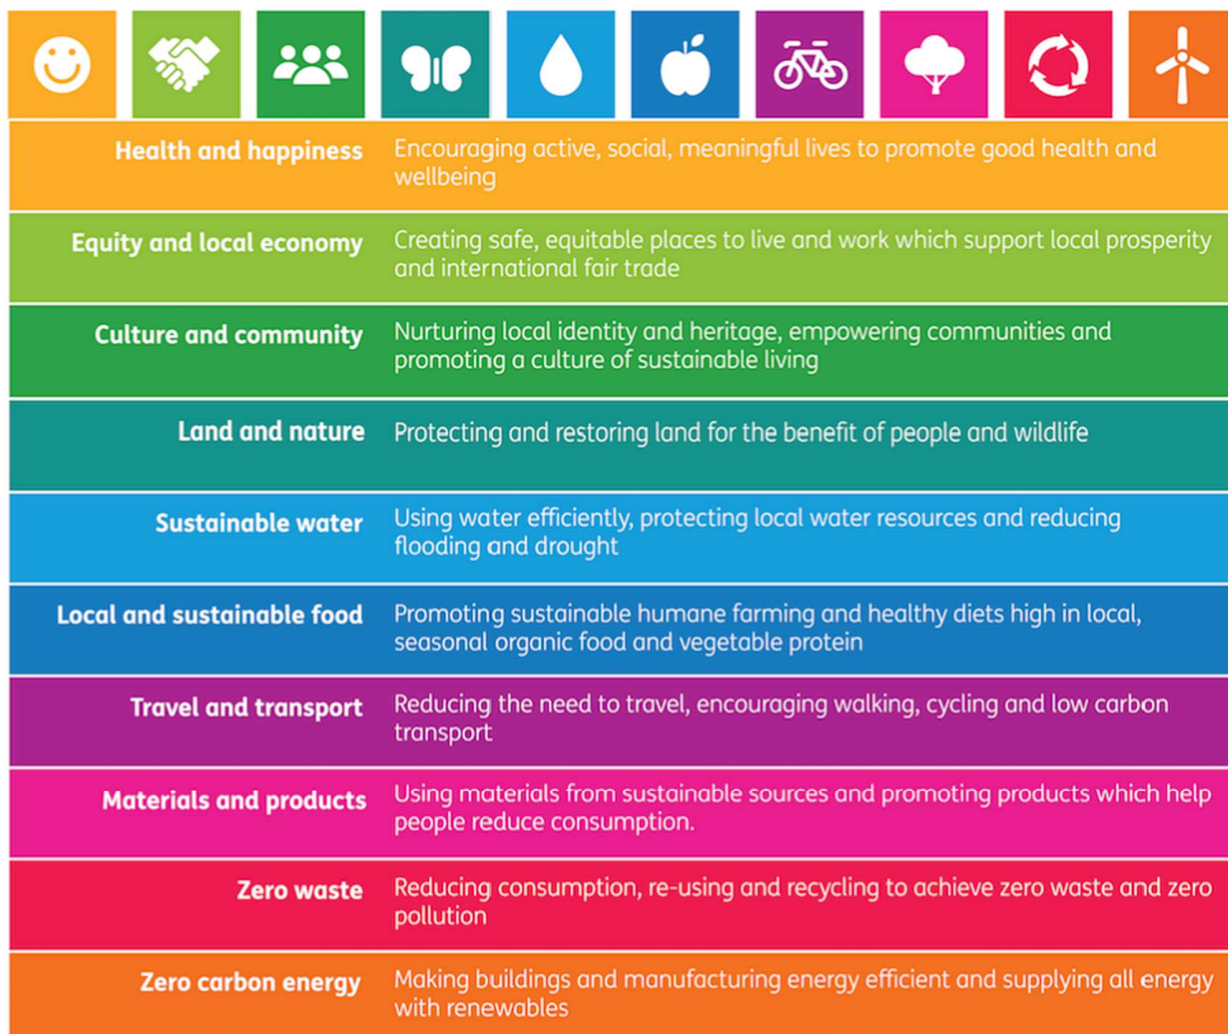 Health and happiness
Encouraging active, social, meaningful lives to promote good health and
wellbeing
Equity and local economy
Creating safe, equitable places to live and work which support local prosperity
and international fair trade
Culture and community
Nurturing local identity and heritage, empowering communities and
promoting a culture of sustainable living
Land and nature
Protecting and restoring land for the benefit of people and wildlife
Sustainable water
Using water efficiently, protecting local water resources and reducing
flooding and drought
Local and sustainable food
Promoting sustainable humane farming and healthy diets high in local,
seasonal organic food and vegetable protein
Travel and transport
Reducing the need to travel, encouraging walking, cycling and low carbon
transport
Materials and products
Using materials from sustainable sources and promoting products which help
people reduce consumption.
Zero waste
Reducing consumption, re-using and recycling to achieve zero waste and zero
pollution
Zero carbon energy
Making buildings and manufacturing energy efficient and supplying all energy
with renewables